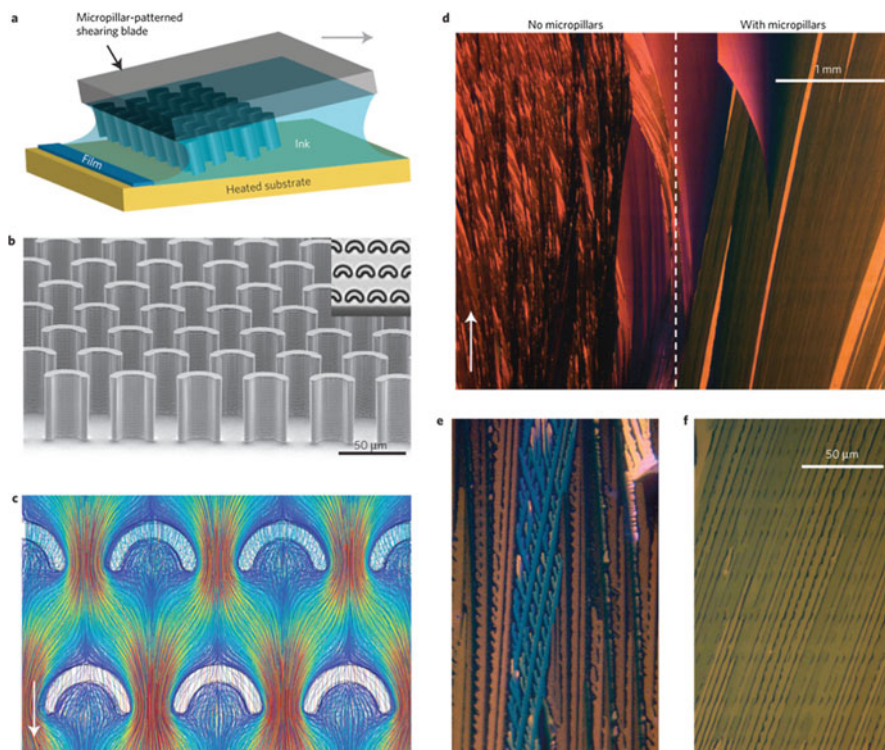 a
Micropillar-patterned
shearing blade
Ink
Film
Heated substrate
b
50 µm
c
d
No micropillars
With micropillars
1 mm
e
f
50 µm